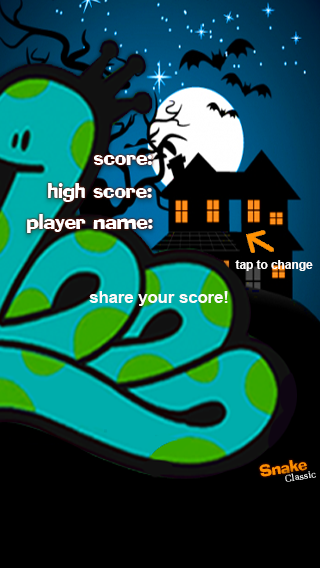 score:
high score:
player name:
tap to change
share your score!
Snake
Classic